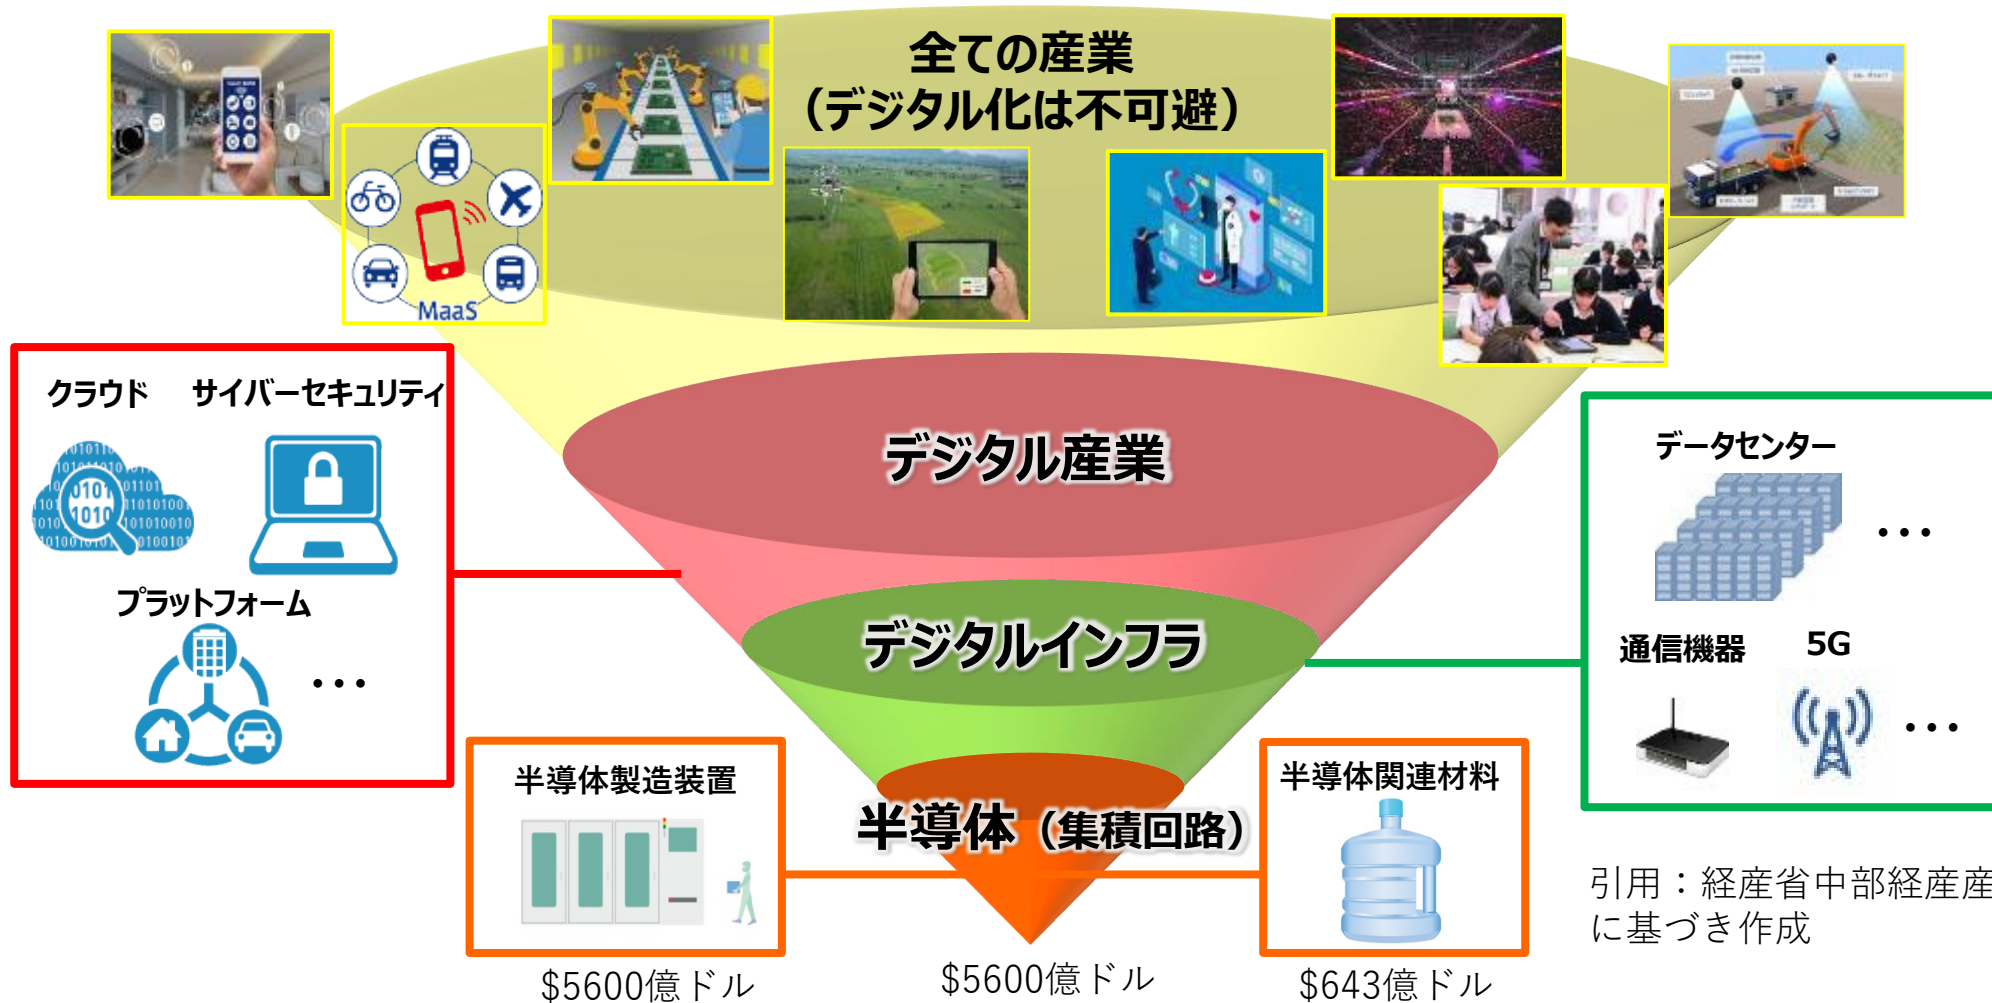 全ての産業
（デジタル化は不可避）
MaaS
クラウド
サイバーセキュリティ
プラットフォーム
・・・
デジタル産業
デジタルインフラ
データセンター
・・・
通信機器
5G
・・・
半導体製造装置
半導体（集積回路）
半導体関連材料
引用：経産省中部経産産
に基づき作成
$5600億ドル
$5600億ドル
$643億ドル